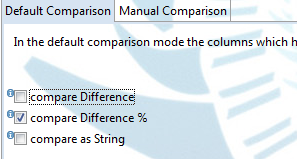 Default Comparison Manual Comparison
In the default comparison mode the columns which
compare Difference
compare Difference %
compare as String